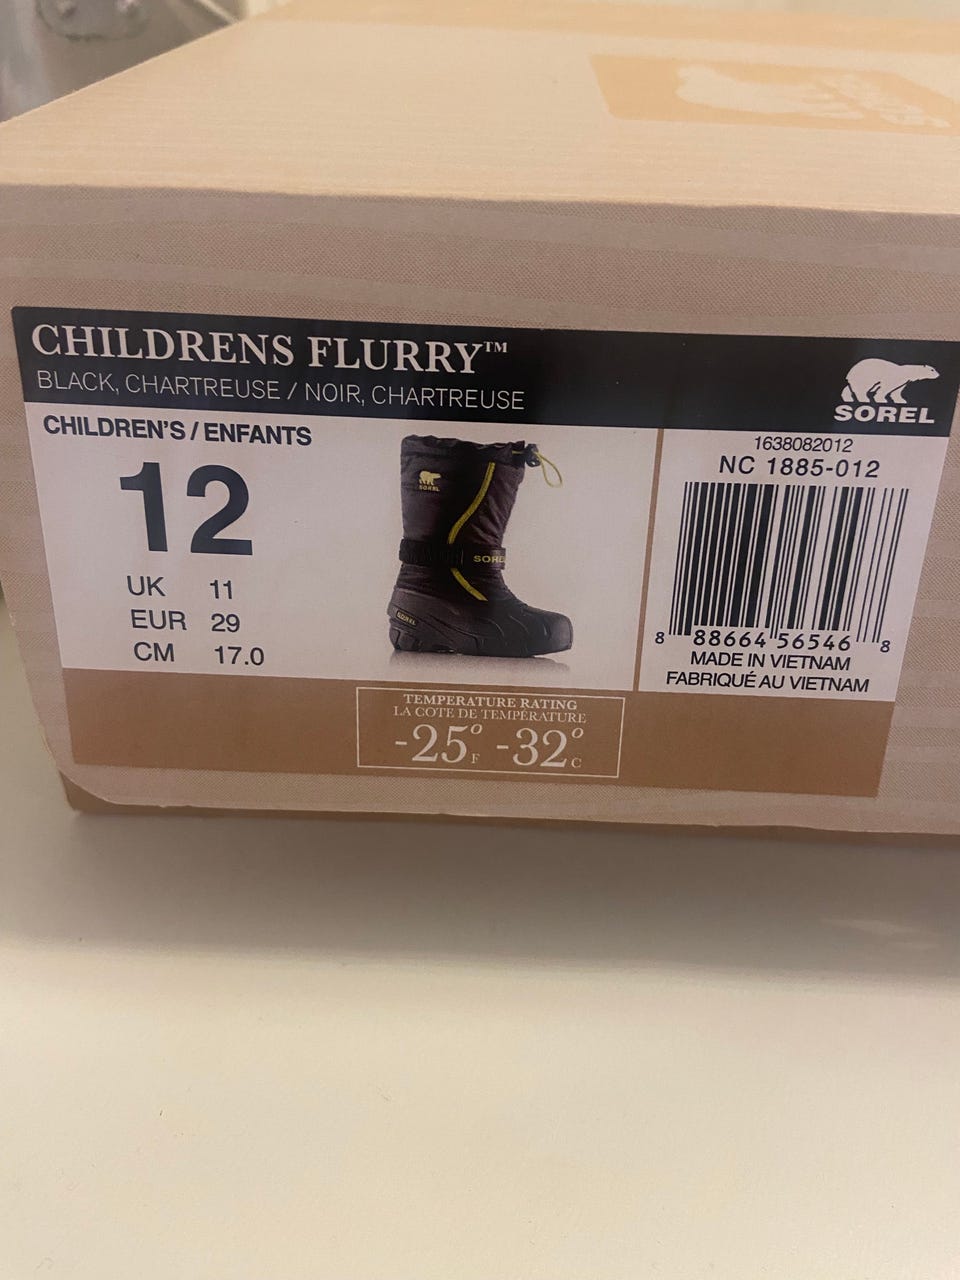 CHILDRENS FLURRY™
BLACK, CHARTREUSE / NOIR, CHARTREUSE
SOREL
CHILDREN'S / ENFANTS
12
UK 11
EUR 29
CM 17.0
SOREL
SOREL
SOREL
1638082012
NC 1885-012
8 88664 56546 8
MADE IN VIETNAM
FABRIQUÉ AU VIETNAM
TEMPERATURE RATING
LA COTE DE TEMPÉRATURE
-25°F -32°C